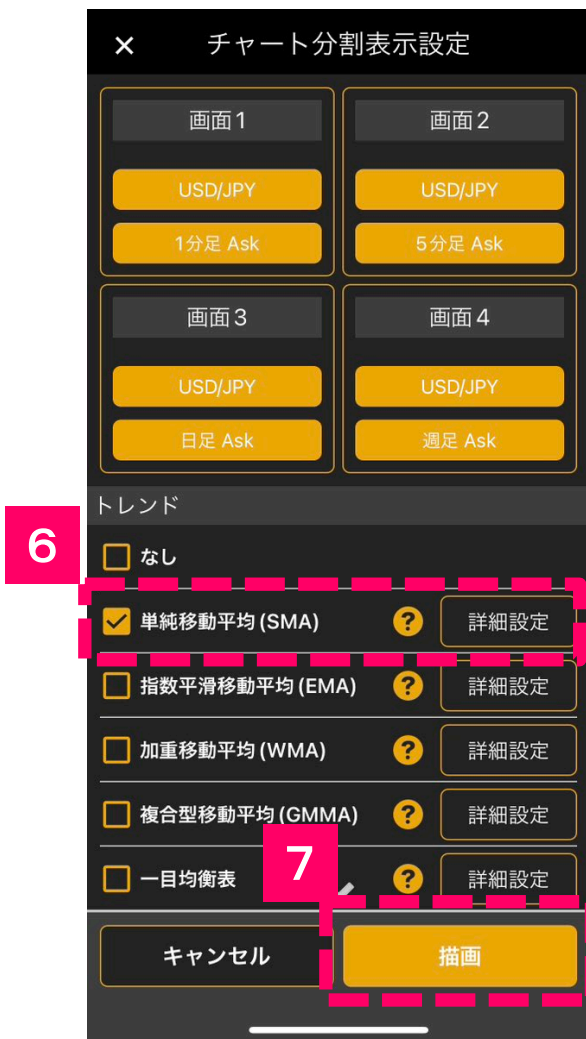 × チャート分割表示設定
画面1 画面2
USD/JPY USD/JPY
1分足 Ask 5分足 Ask
画面3 画面4
USD/JPY USD/JPY
日足 Ask 週足 Ask
トレンド
6
なし
単純移動平均(SMA) ? 詳細設定
指数平滑移動平均(EMA) ? 詳細設定
加重移動平均(WMA) ? 詳細設定
複合型移動平均(GMMA) ? 詳細設定
7
一目均衡表 ? 詳細設定
キャンセル 描画